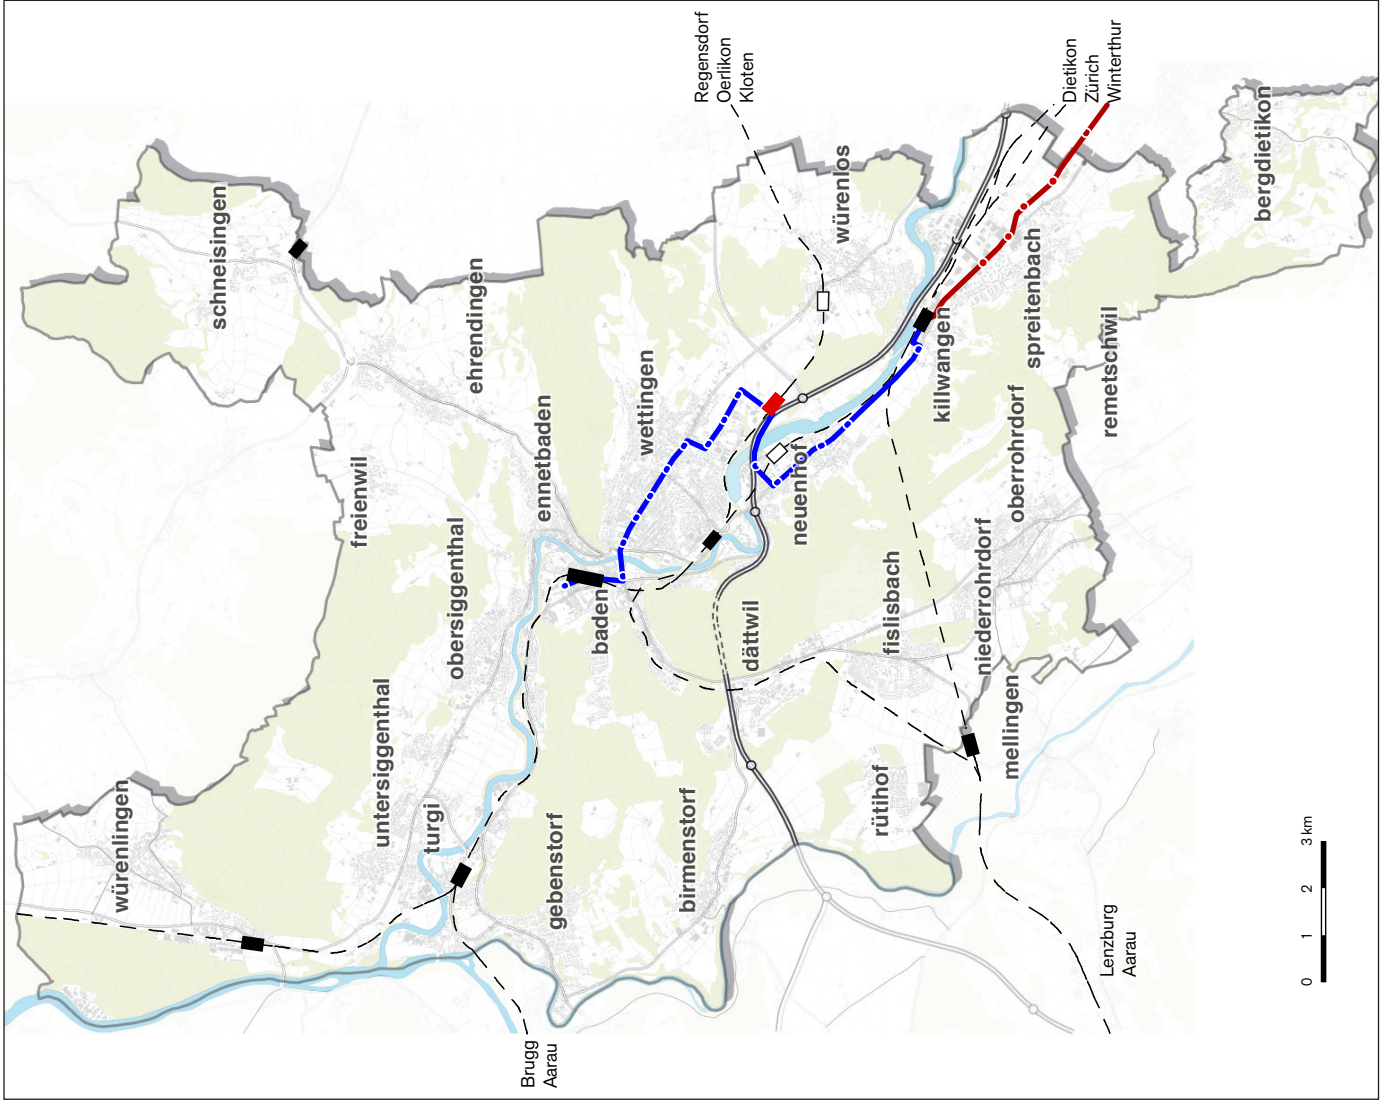 Regensdorf
Oerlikon
Kloten
Dietikon
Zürich
Winterthur
bergdietikon
schneisingen
würenlos
ehrendingen
spreitenbach
remetschwil
killwangen
wettingen
ennetbaden
freienwil
oberrohrdorf
neuenhof
obersiggenthal
baden
dättwil
fislisbach
niederrohrdorf
mellingen
untersiggenthal
turgi
würenlingen
gebenstorf
birmenstorf
rütihof
Lenzburg
Aarau
Brugg
Aarau
0 1 2 3 km